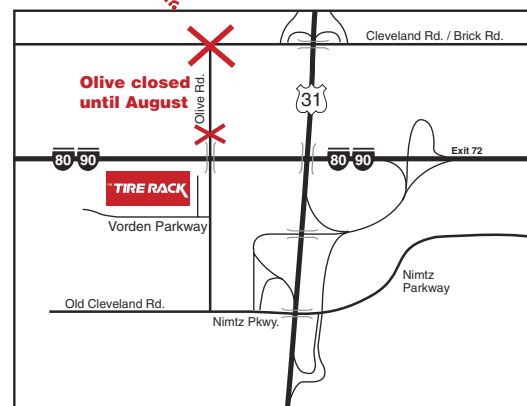 Cleveland Rd. / Brick Rd.
Olive closed
until August
Olive Rd.
31
80 90
80 90
Exit 72
THE TIRE RACK
Vorden Parkway
Nimtz
Parkway
Old Cleveland Rd.
Nimtz Pkwy.